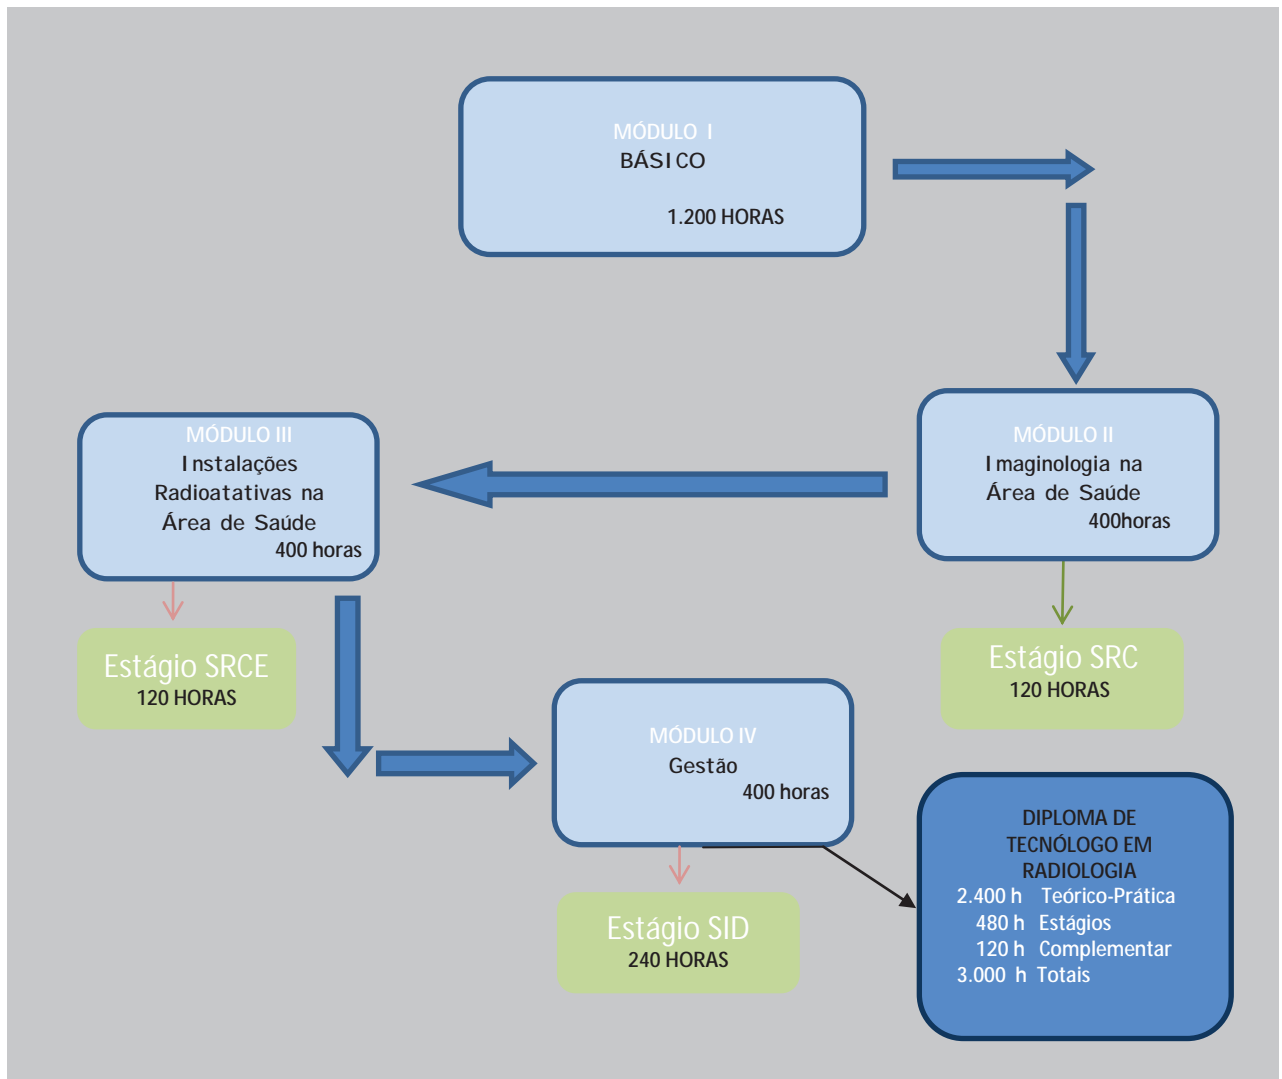 MÓDULO I
BÁSICO
1.200 HORAS
MÓDULO II
Imaginologia na
Área de Saúde
400horas
Estágio SRC
120 HORAS
MÓDULO III
Instalações
Radioatativas na
Área de Saúde
400 horas
Estágio SRCE
120 HORAS
MÓDULO IV
Gestão
400 horas
Estágio SID
240 HORAS
DIPLOMA DE
TECNÓLOGO EM
RADIOLOGIA
2.400 h Teórico-Prática
480 h Estágios
120 h Complementar
3.000 h Totais